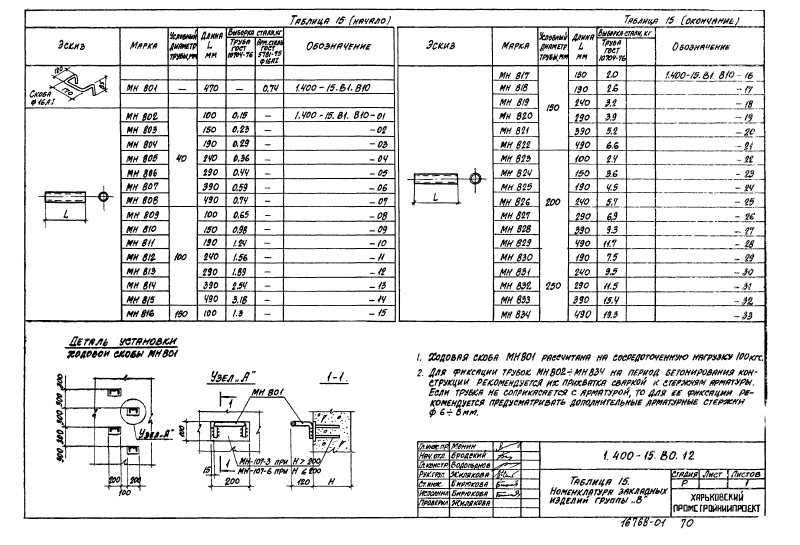 Таблица 15 (начало)
Эскиз | Марка | Условный диаметр трубы, мм | Длина L мм | Выборка стали, кг | Обозначение
Труба ГОСТ 10704-76 | Арм. сталь ГОСТ 5781-75 Ф16АI
Скоба Ф16АI
МН 801 | — | 470 | — | 0,74 | 1.400-15.В1.В10
МН 802 | 40 | 100 | 0,15 | — | 1.400-15.В1.В10-01
МН 803 | 150 | 0,23 | — | -02
МН 804 | 190 | 0,29 | — | -03
МН 805 | 240 | 0,36 | — | -04
МН 806 | 290 | 0,44 | — | -05
МН 807 | 390 | 0,59 | — | -06
МН 808 | 490 | 0,74 | — | -07
МН 809 | 100 | 100 | 0,65 | — | -08
МН 810 | 150 | 0,98 | — | -09
МН 811 | 190 | 1.24 | — | -10
МН 812 | 240 | 1.56 | — | -11
МН 813 | 290 | 1.89 | — | -12
МН 814 | 390 | 2.54 | — | -13
МН 815 | 490 | 3.18 | — | -14
МН 816 | 150 | 100 | 1.3 | — | -15
L
Таблица 15 (окончание)
Эскиз | Марка | Условный диаметр трубы, мм | Длина L мм | Выборка стали, кг | Обозначение
Труба ГОСТ 10704-76
МН 817 | 150 | 150 | 2.0 | 1.400-15.В1.В10-16
МН 818 | 190 | 2.6 | -17
МН 819 | 240 | 3.2 | -18
МН 820 | 290 | 3,9 | -19
МН 821 | 390 | 5.2 | -20
МН 822 | 490 | 6.6 | -21
МН 823 | 200 | 100 | 2.4 | -22
МН 824 | 150 | 3.6 | -23
МН 825 | 190 | 4.5 | -24
МН 826 | 240 | 5,7 | -25
МН 827 | 290 | 6,9 | -26
МН 828 | 390 | 9.3 | -27
МН 829 | 490 | 11.7 | -28
МН 830 | 250 | 190 | 7.5 | -29
МН 831 | 240 | 9.5 | -30
МН 832 | 290 | 11.5 | -31
МН 833 | 390 | 15.4 | -32
МН 834 | 490 | 19.3 | -33
L
Деталь установки
ходовой скобы МН801
300 300 300 300
Узел „А"
200 200
100
Узел „А"
1
МН 801
100
1
МН-107-3 при Н > 200
МН-107-6 при Н ≤ 200
15
200
1-1
120
Н
1. Ходовая скоба МН801 рассчитана на сосредоточенную нагрузку 100кгс.
2. Для фиксации трубок МН802÷МН834 на период бетонирования кон-
струкции рекомендуется их прихватка сваркой к стержням арматуры.
Если трубка не соприкасается с арматурой, то для ее фиксации ре-
комендуется предусматривать дополнительные арматурные стержни
ф 6÷8мм.
Гл.инж.пр. Монин
Нач.отд. Бродский
Гл.констр. Водольянов
Рук.гр. Жилякова
Ст.инж. Бирюкова
Исполнил Бирюкова
Проверил Жилякова
1.400-15.В0.12
Таблица 15.
Номенклатура закладных
изделий группы „8"
Стадия Лист Листов
Р 1
Харьковский
Промстройниипроект
16768-01 70